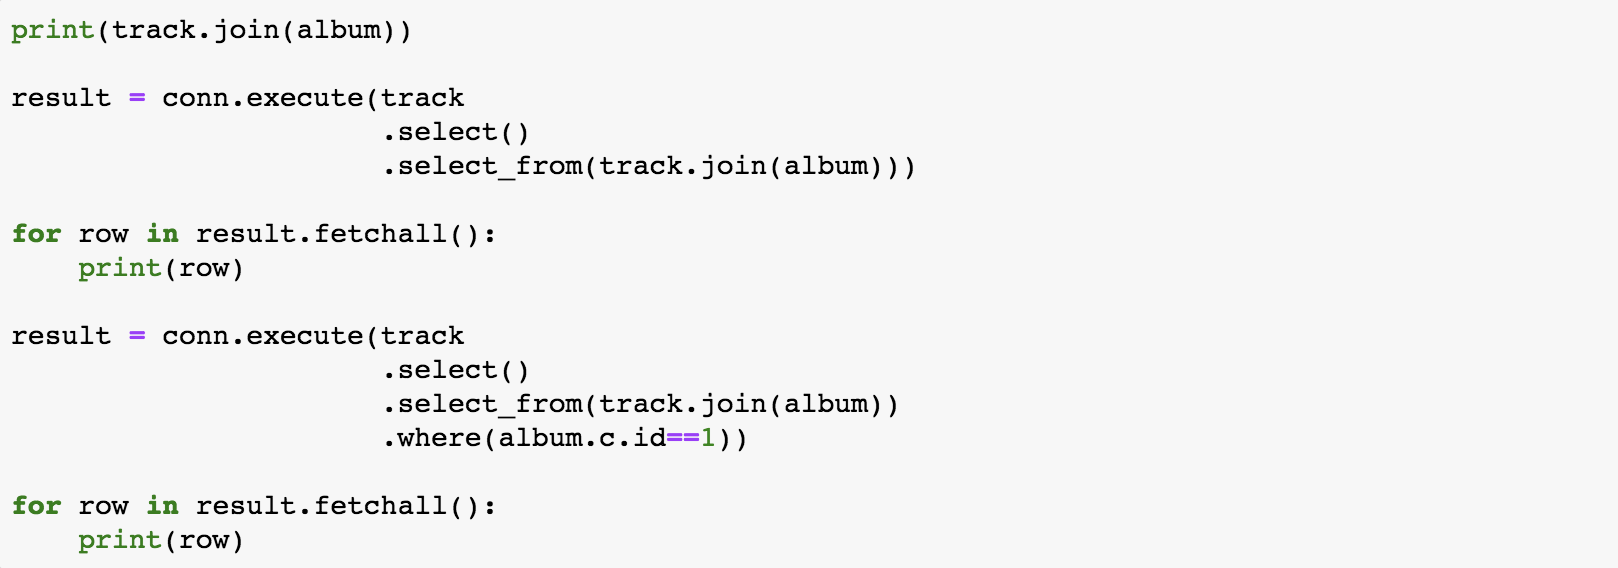 print(track.join(album))
result = conn.execute(track
                      .select()
                      .select_from(track.join(album)))
for row in result.fetchall():
    print(row)
result = conn.execute(track
                      .select()
                      .select_from(track.join(album))
                      .where(album.c.id==1))
for row in result.fetchall():
    print(row)